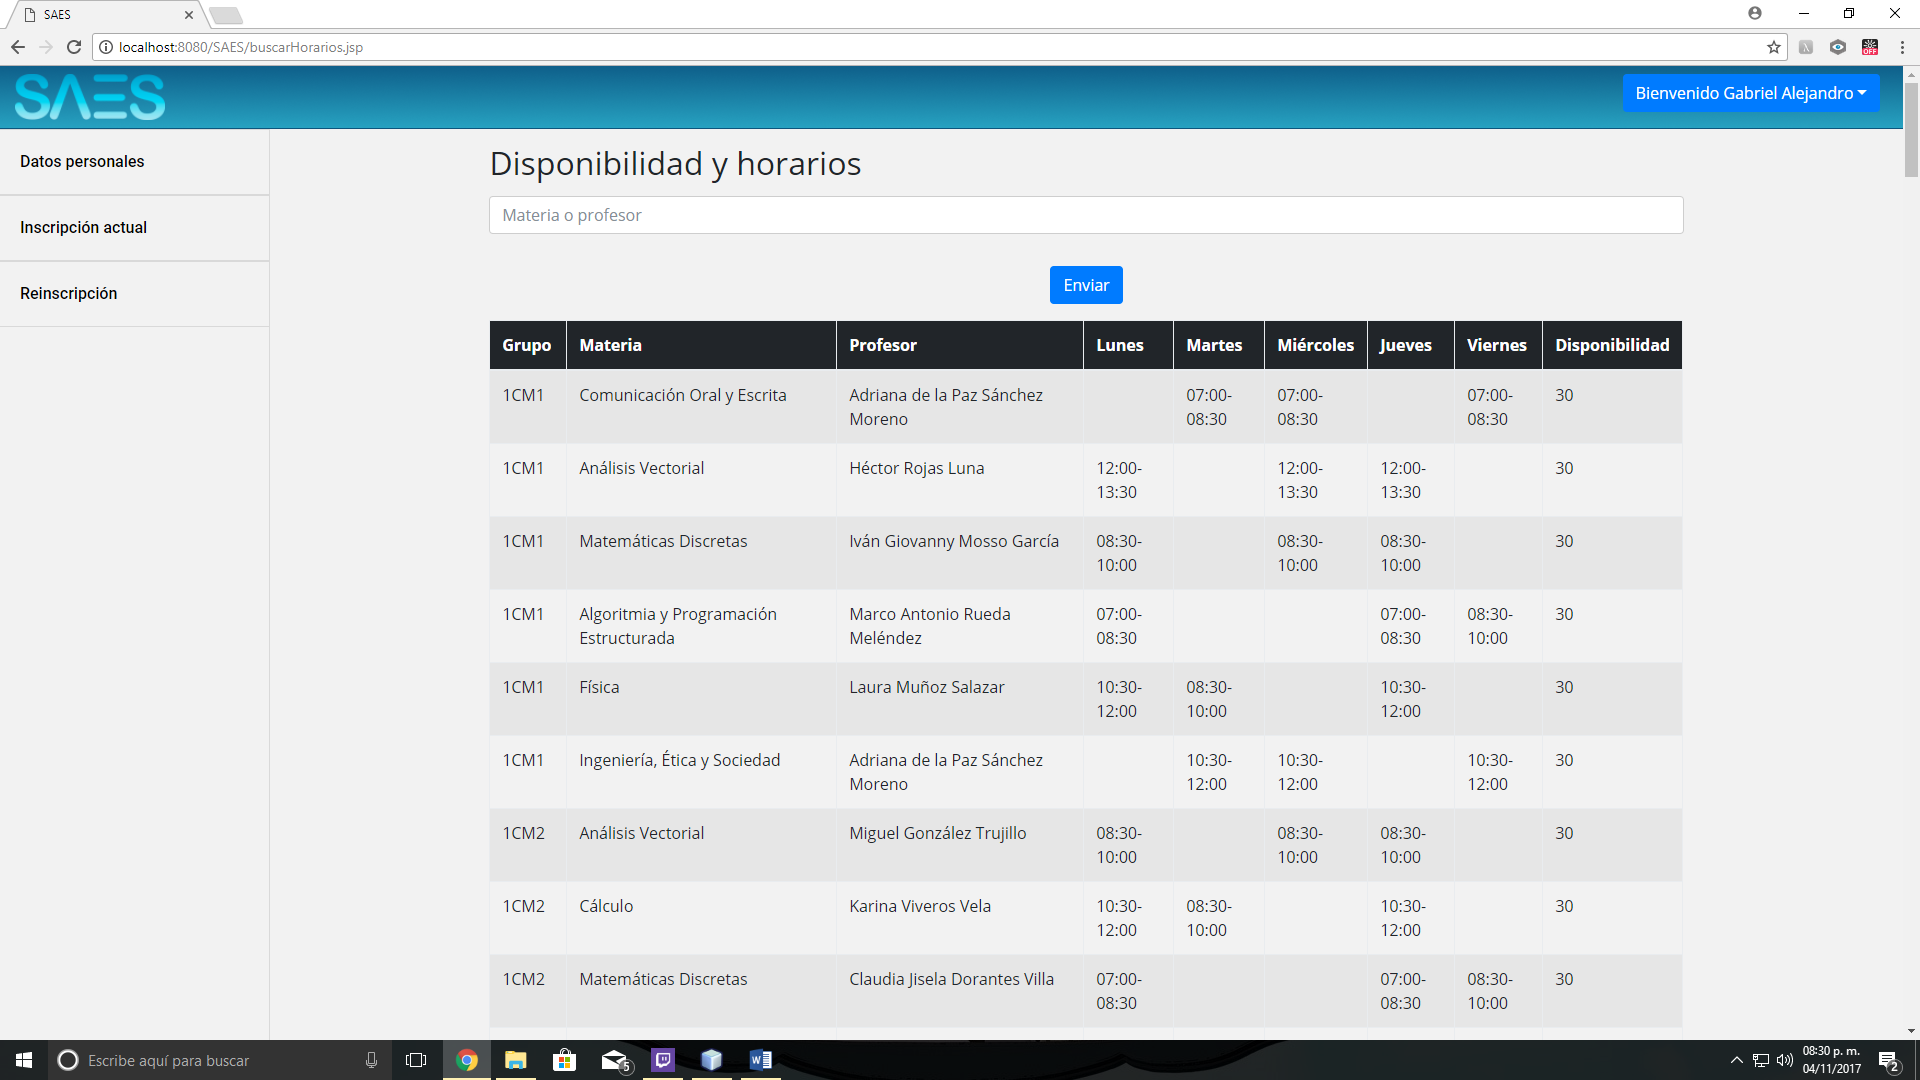 SAES
localhost:8080/SAES/buscarHorarios.jsp
SAES
Bienvenido Gabriel Alejandro
Datos personales
Inscripción actual
Reinscripción
Disponibilidad y horarios
Materia o profesor
Enviar
Grupo Materia Profesor Lunes Martes Miércoles Jueves Viernes Disponibilidad
1CM1 Comunicación Oral y Escrita Adriana de la Paz Sánchez 07:00- 07:00- 07:00- 30
Moreno 08:30 08:30 08:30
1CM1 Análisis Vectorial Héctor Rojas Luna 12:00- 12:00- 12:00- 30
13:30 13:30 13:30
1CM1 Matemáticas Discretas Iván Giovanny Mosso García 08:30- 08:30- 08:30- 30
10:00 10:00 10:00
1CM1 Algoritmia y Programación Marco Antonio Rueda 07:00- 07:00- 08:30- 30
Estructurada Meléndez 08:30 08:30 10:00
1CM1 Física Laura Muñoz Salazar 10:30- 08:30- 10:30- 30
12:00 10:00 12:00
1CM1 Ingeniería, Ética y Sociedad Adriana de la Paz Sánchez 10:30- 10:30- 10:30- 30
Moreno 12:00 12:00 12:00
1CM2 Análisis Vectorial Miguel González Trujillo 08:30- 08:30- 08:30- 30
10:00 10:00 10:00
1CM2 Cálculo Karina Viveros Vela 10:30- 08:30- 10:30- 30
12:00 10:00 12:00
1CM2 Matemáticas Discretas Claudia Jisela Dorantes Villa 07:00- 07:00- 08:30- 30
08:30 08:30 10:00
Escribe aquí para buscar
5
08:30 p. m.
04/11/2017
2
OFF